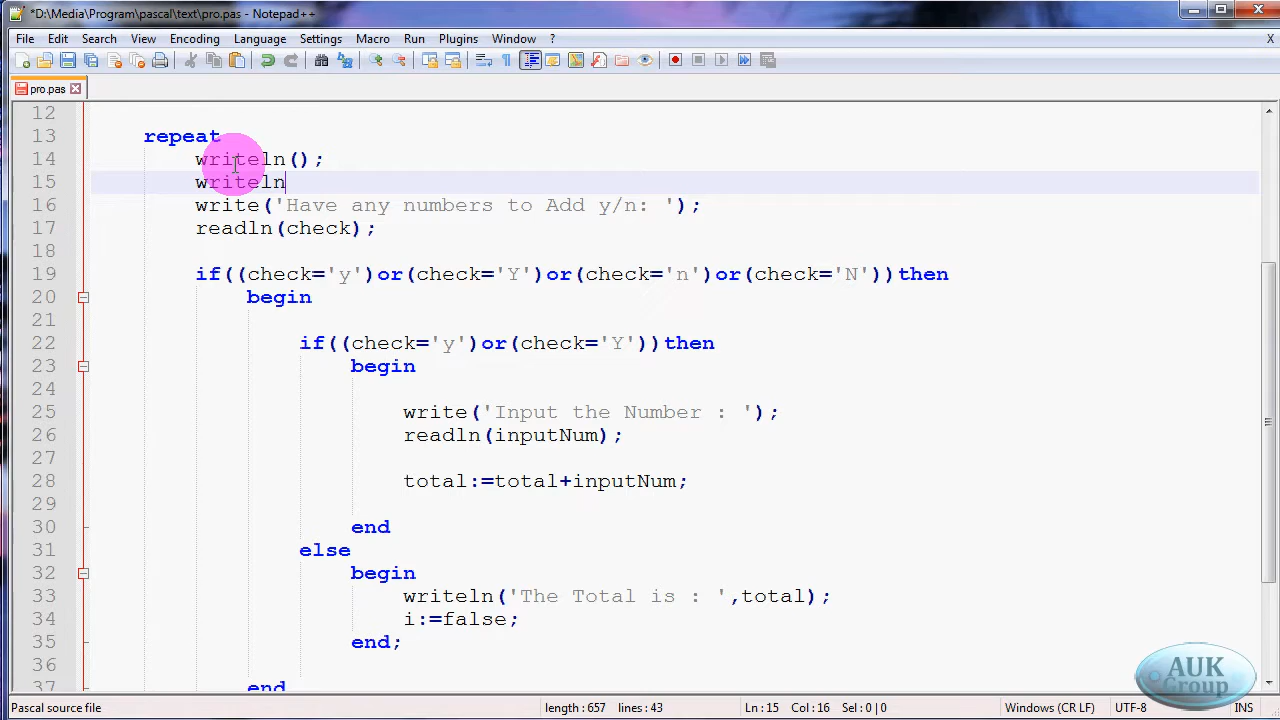 *D:\Media\Program\pascal\text\pro.pas - Notepad++
File Edit Search View Encoding Language Settings Macro Run Plugins Window ? X
pro.pas
12
13 repeat
14 writeln();
15 writeln
16 write('Have any numbers to Add y/n: ');
17 readln(check);
18
19 if((check='y')or(check='Y')or(check='n')or(check='N'))then
20 begin
21
22 if((check='y')or(check='Y'))then
23 begin
24
25 write('Input the Number : ');
26 readln(inputNum);
27
28 total:=total+inputNum;
29
30 end
31 else
32 begin
33 writeln('The Total is : ',total);
34 i:=false;
35 end;
36
37 end
AUK
Group
Pascal source file length : 657 lines : 43 Ln : 15 Col : 16 Sel : 0 | 0 Windows (CR LF) UTF-8 INS